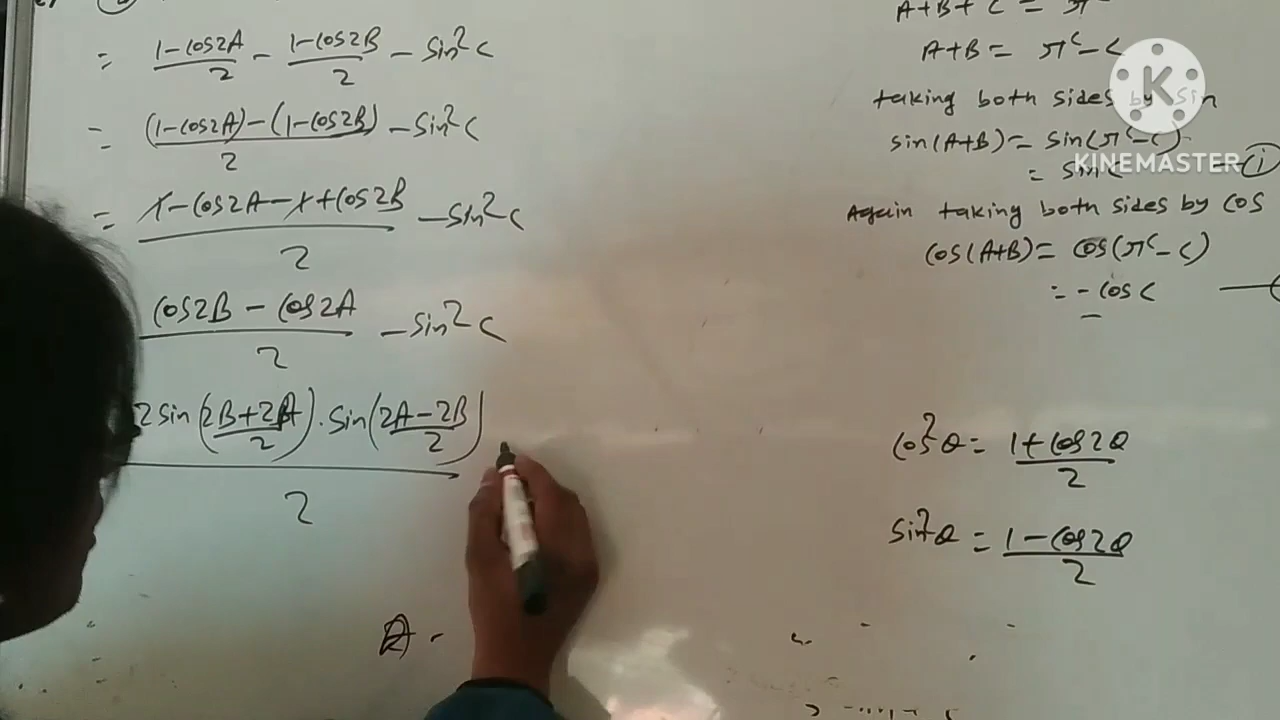 = 1-cos2A/2 - 1-cos2B/2 - sin²C
= (1-cos2A)-(1-cos2B)/2 - sin²C
= 1-cos2A-1+cos2B/2 - sin²C
cos2B - cos2A/2 - sin²C
2sin(2B+2A/2).sin(2A-2B/2)
2
A+B+C = π
A+B = πᶜ-C
taking both sides by sin
sin(A+B) = sin(πᶜ-C)
= sinC — (i)
Again taking both sides by cos
cos(A+B) = cos(πᶜ-C)
= -cosC
cos²θ = 1+cos2θ/2
sin²θ = 1-cos2θ/2
K
KINEMASTER